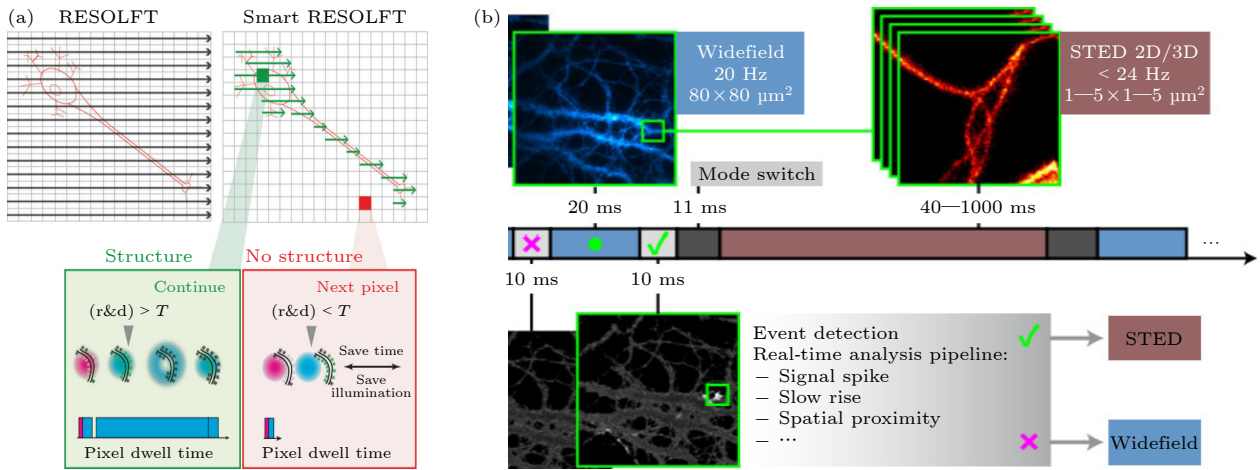 (a)
RESOLFT
Smart RESOLFT
Structure
No structure
Continue
(r&d) > T
Pixel dwell time
Next pixel
(r&d) < T
Save time
Save
illumination
Pixel dwell time
(b)
Widefield
20 Hz
80×80 µm²
STED 2D/3D
< 24 Hz
1—5×1—5 µm²
Mode switch
20 ms
11 ms
40—1000 ms
...
10 ms
10 ms
Event detection
Real-time analysis pipeline:
– Signal spike
– Slow rise
– Spatial proximity
– ...
STED
Widefield